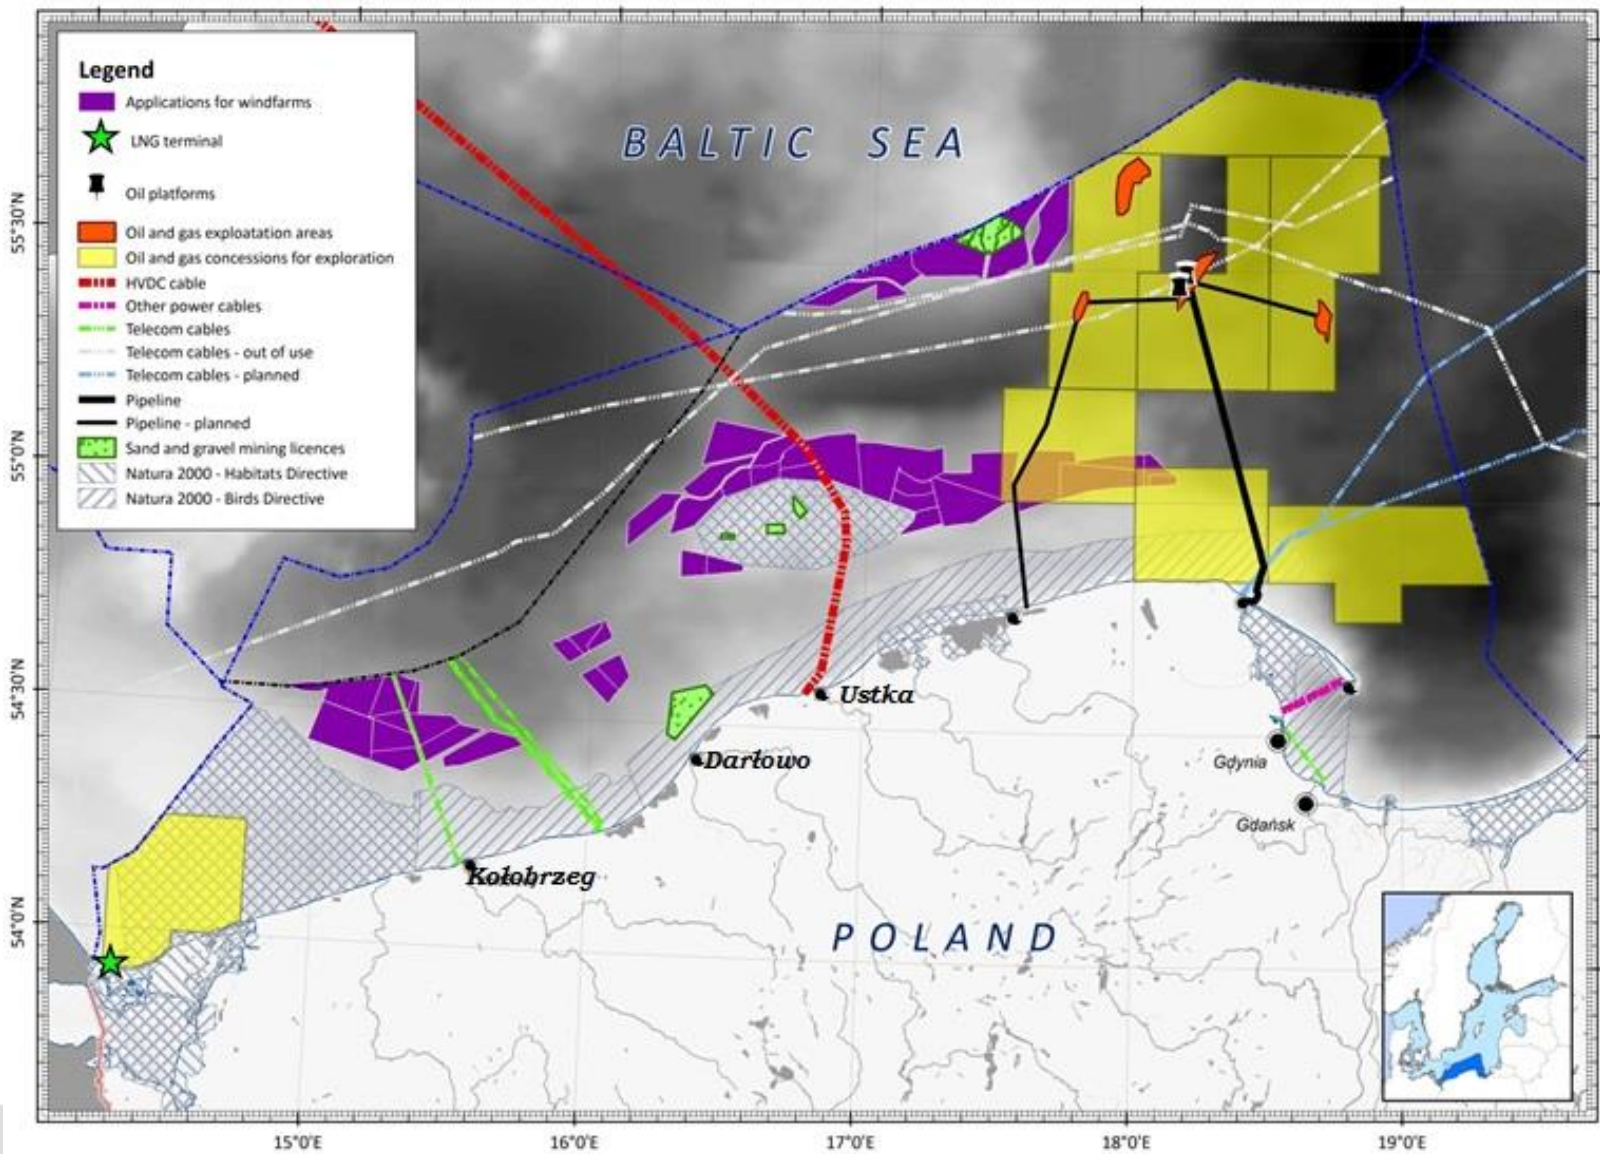 Legend
Applications for windfarms
LNG terminal
Oil platforms
Oil and gas exploatation areas
Oil and gas concessions for exploration
HVDC cable
Other power cables
Telecom cables
Telecom cables - out of use
Telecom cables - planned
Pipeline
Pipeline - planned
Sand and gravel mining licences
Natura 2000 - Habitats Directive
Natura 2000 - Birds Directive
BALTIC SEA
55°30'N
55°0'N
54°30'N
54°0'N
Ustka
Darłowo
Gdynia
Gdańsk
Kołobrzeg
POLAND
15°0'E
16°0'E
17°0'E
18°0'E
19°0'E